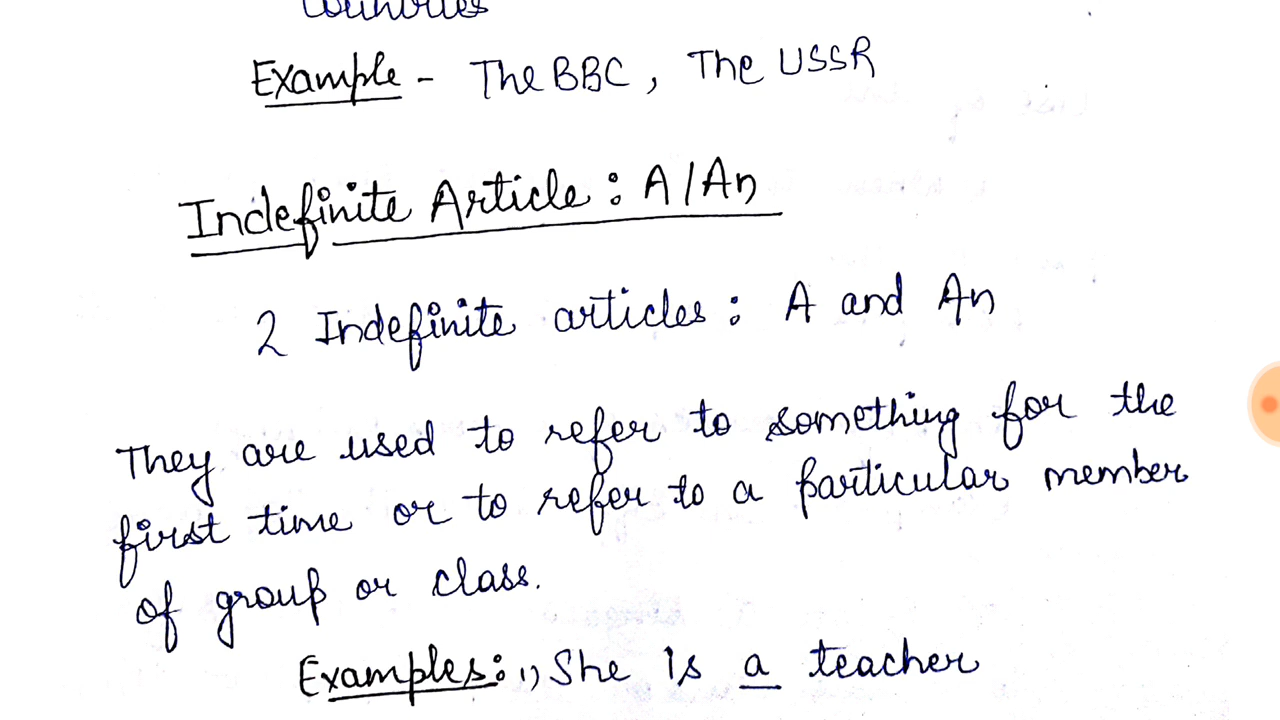 countries
Example - The BBC, The USSR
Indefinite Article : A/An
2 Indefinite articles : A and An
They are used to refer to something for the
first time or to refer to a particular member
of group or class.
Examples: 1) She is a teacher